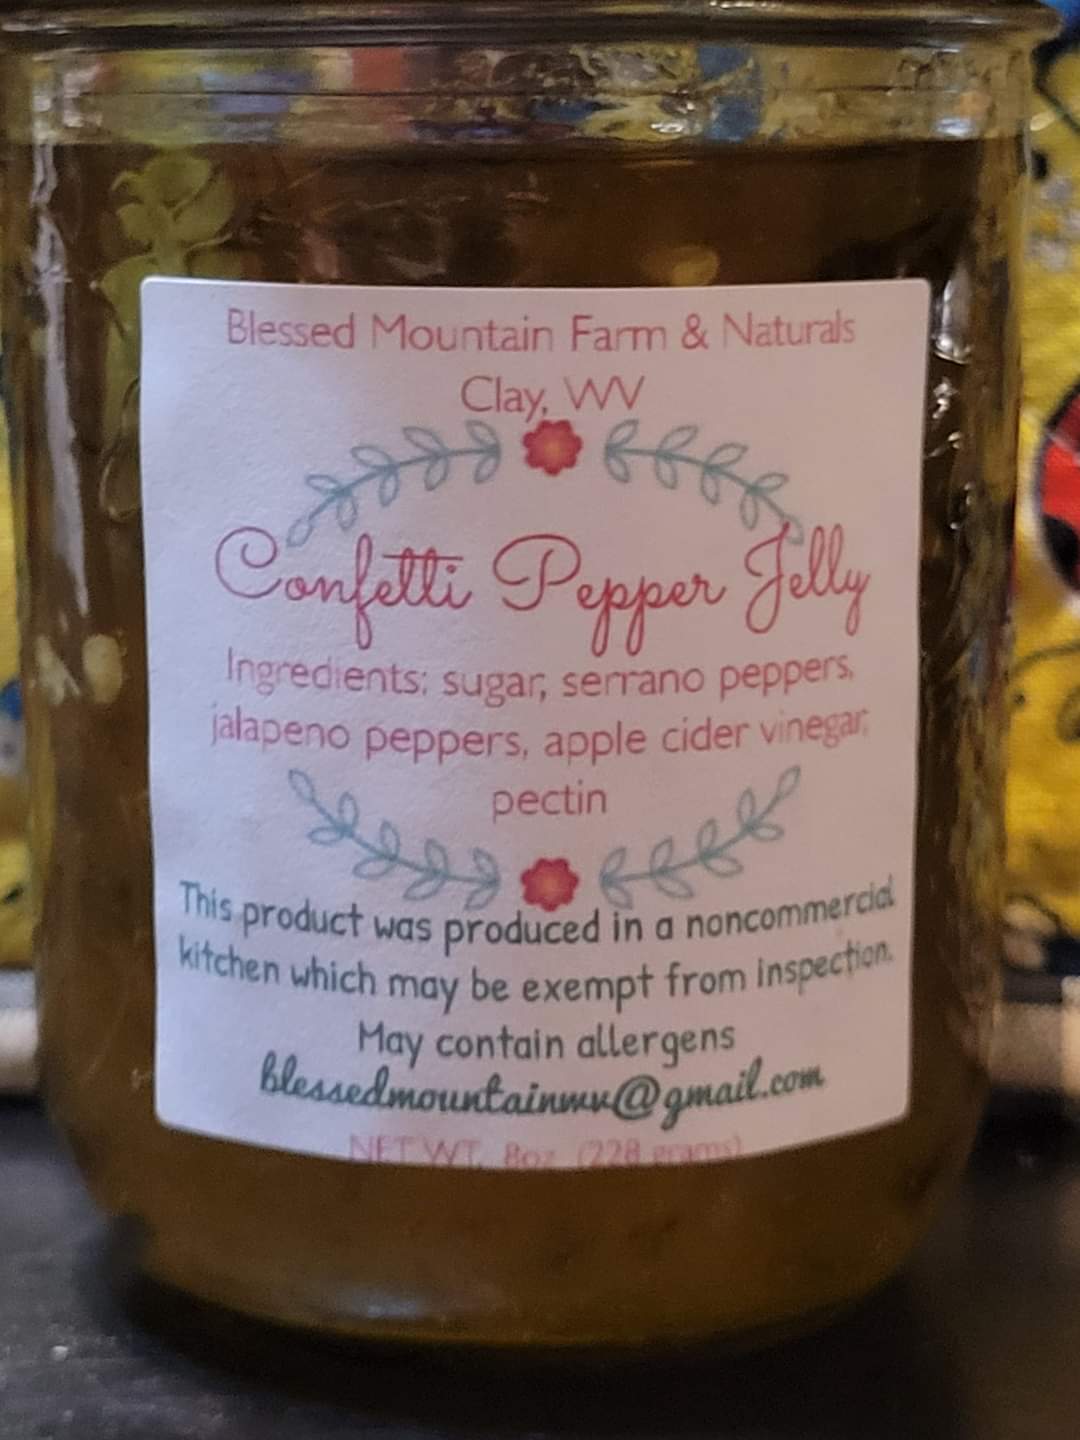 Blessed Mountain Farm & Naturals
Clay, WV
Confetti Pepper Jelly
Ingredients: sugar, serrano peppers,
jalapeno peppers, apple cider vinegar,
pectin
This product was produced in a noncommercial
kitchen which may be exempt from inspection.
May contain allergens
blessedmountainwv@gmail.com
NET WT. 8oz (228 grams)